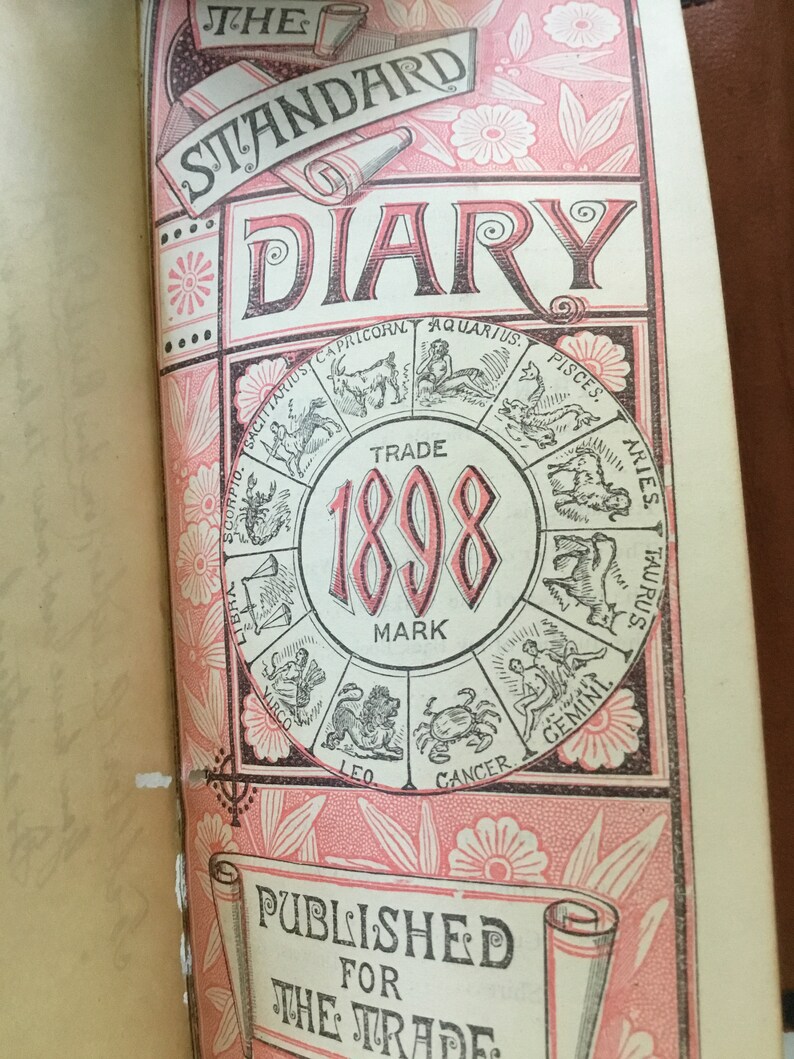 THE
STANDARD
DIARY
CAPRICORN.
AQUARIUS.
PISCES.
ARIES.
TAURUS.
GEMINI.
CANCER.
LEO.
VIRGO
LIBRA.
SCORPIO.
SAGITTARIUS.
TRADE
1898
MARK
PUBLISHED
FOR
THE TRADE